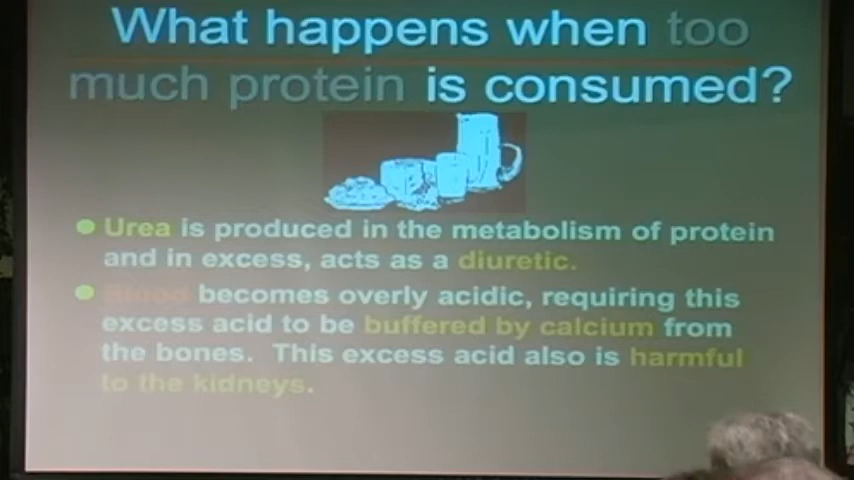 What happens when too
much protein is consumed?
Urea is produced in the metabolism of protein
and in excess, acts as a diuretic.
Blood becomes overly acidic, requiring this
excess acid to be buffered by calcium from
the bones. This excess acid also is harmful
to the kidneys.